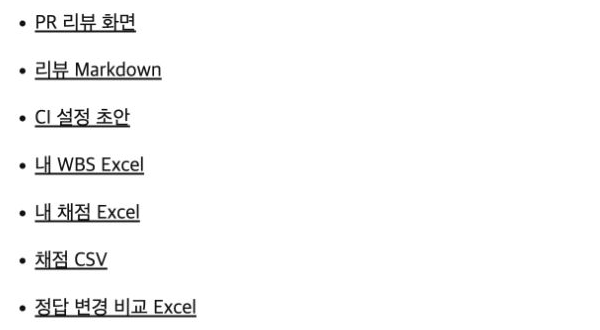 • PR 리뷰 화면
• 리뷰 Markdown
• CI 설정 초안
• 내 WBS Excel
• 내 채점 Excel
• 채점 CSV
• 정답 변경 비교 Excel